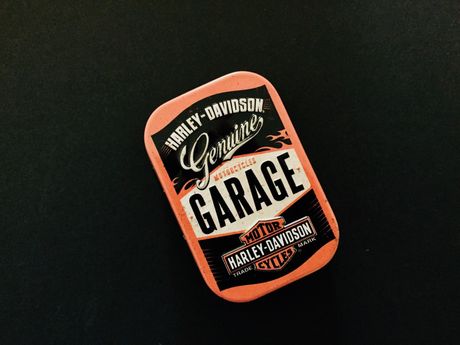 HARLEY-DAVIDSON
Genuine
MOTORCYCLES
GARAGE
MOTOR
HARLEY-DAVIDSON
CYCLES
TRADE MARK